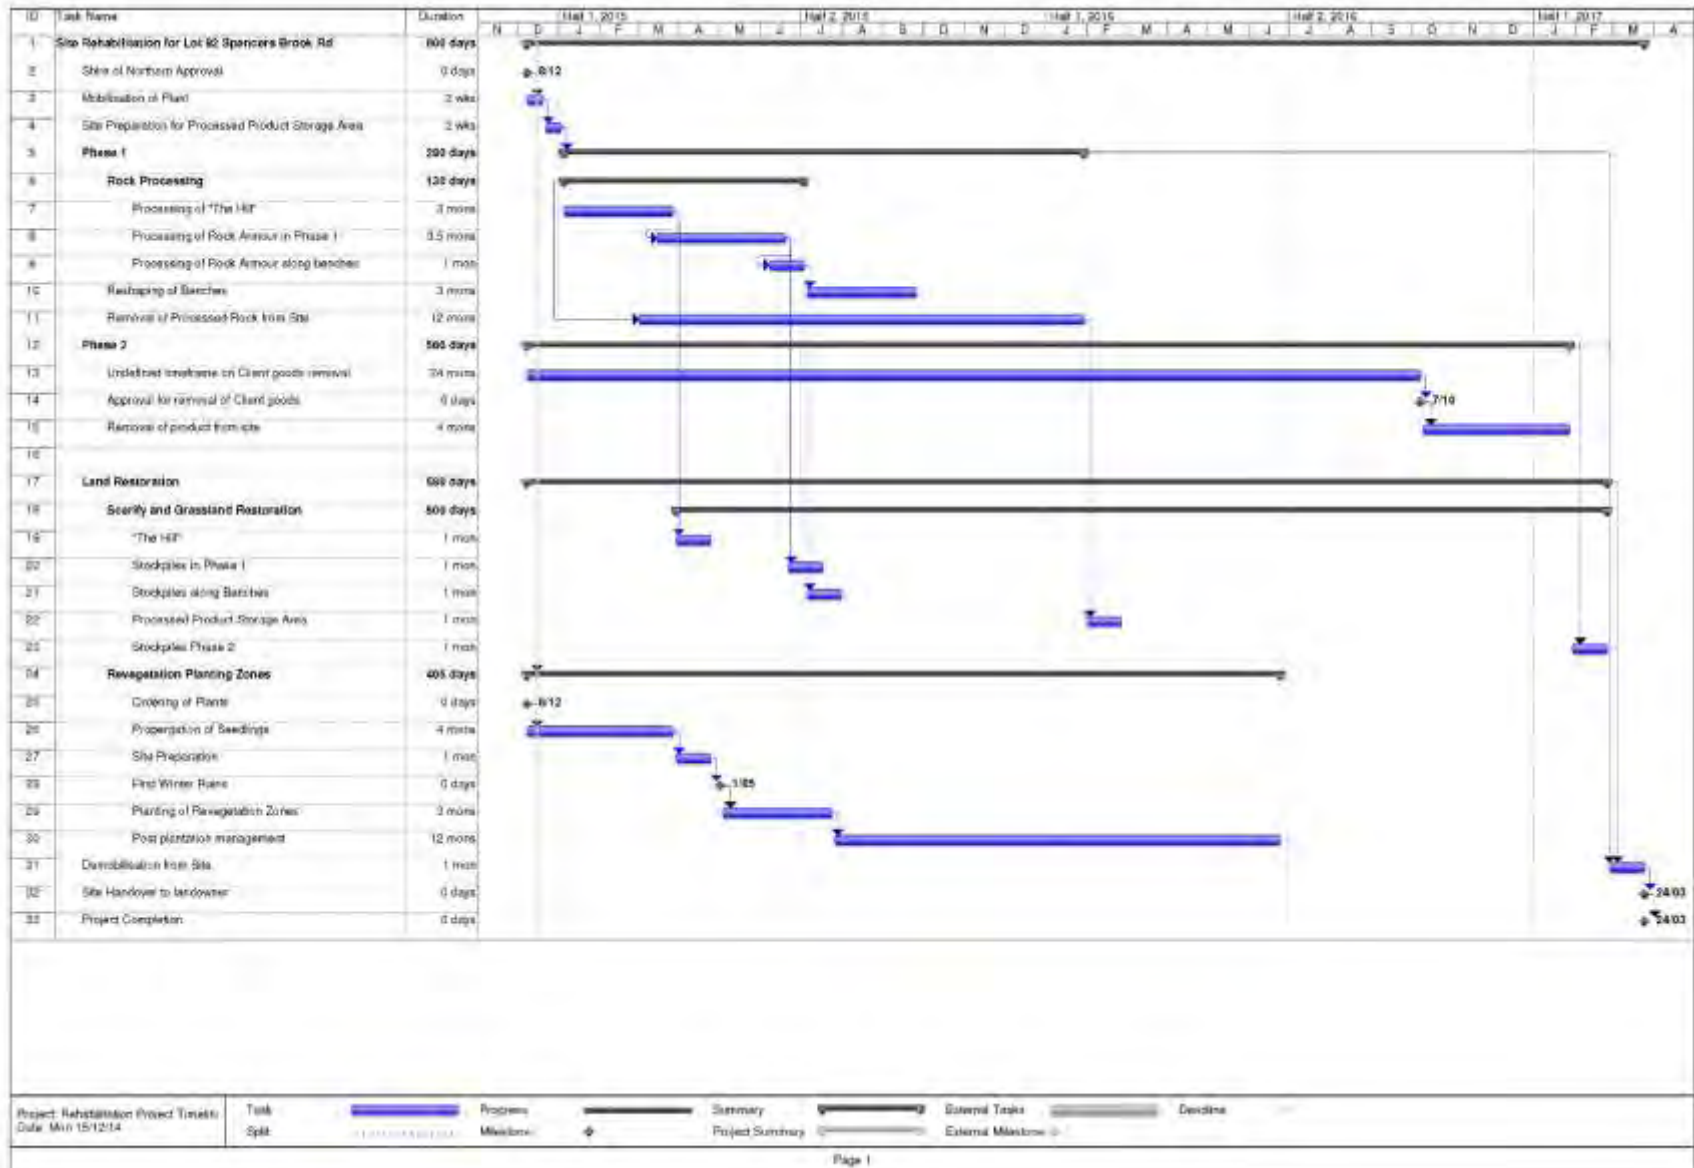 ID Task Name Duration Half 1, 2015 Half 2, 2015 Half 1, 2016 Half 2, 2016 Half 1, 2017
N D J F M A M J J A S O N D J F M A M J J A S O N D J F M A
1 Site Rehabilitation for Lot 92 Spencers Brook Rd 600 days
2 Shire of Northam Approval 0 days 8/12
3 Mobilisation of Plant 2 wks
4 Site Preparation for Processed Product Storage Area 2 wks
5 Phase 1 280 days
6 Rock Processing 130 days
7 Processing of "The Hill" 3 mons
8 Processing of Rock Armour in Phase 1 3.5 mons
9 Processing of Rock Armour along benches 1 mon
10 Reshaping of Benches 3 mons
11 Removal of Processed Rock from Site 12 mons
12 Phase 2 560 days
13 Undefined timeframe on Client goods removal 24 mons
14 Approval for removal of Client goods 0 days 7/10
15 Removal of product from site 4 mons
16
17 Land Restoration 580 days
18 Scarify and Grassland Restoration 500 days
19 "The Hill" 1 mon
20 Stockpiles in Phase 1 1 mon
21 Stockpiles along Benches 1 mon
22 Processed Product Storage Area 1 mon
23 Stockpiles Phase 2 1 mon
24 Revegetation Planting Zones 405 days
25 Ordering of Plants 0 days 8/12
26 Propergation of Seedlings 4 mons
27 Site Preparation 1 mon
28 First Winter Rains 0 days 1/05
29 Planting of Revegetation Zones 3 mons
30 Post plantation management 12 mons
31 Demobilisation from Site 1 mon
32 Site Handover to landowner 0 days 24/03
33 Project Completion 0 days 24/03
Project: Rehabilitation Project Timelin
Date: Mon 15/12/14
Task Progress Summary External Tasks Deadline
Split Milestone Project Summary External Milestone
Page 1